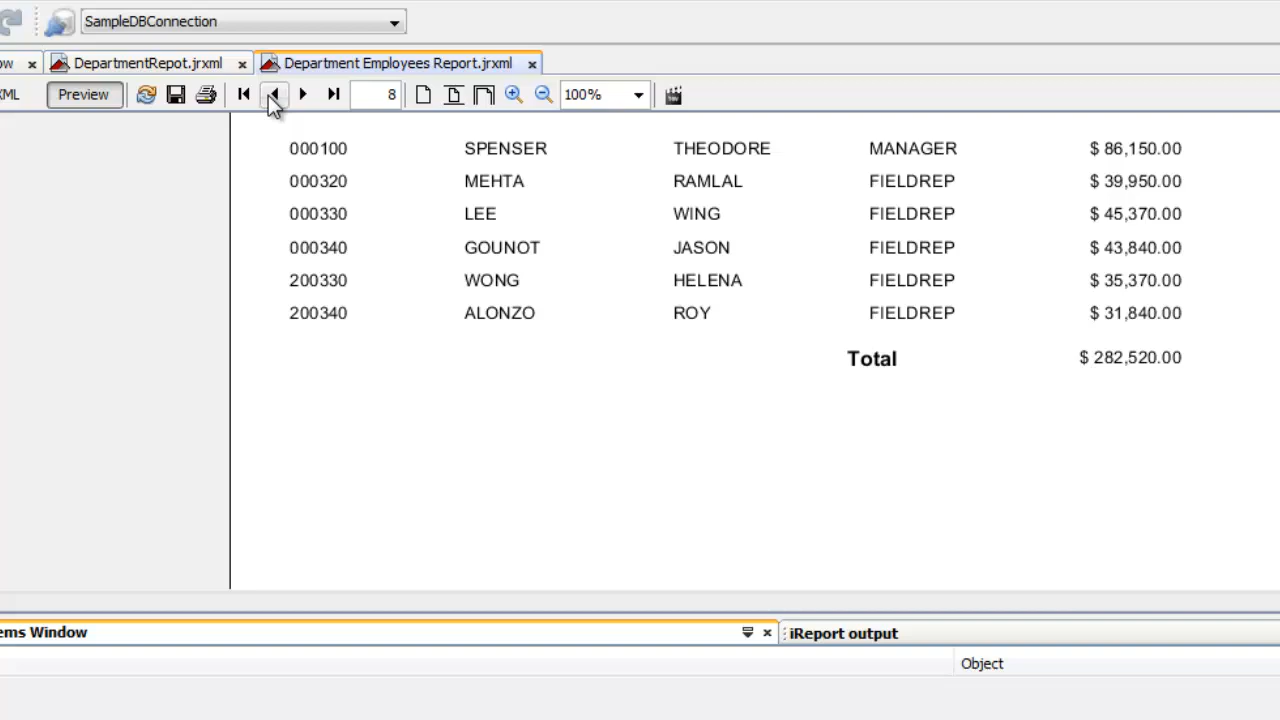 SampleDBConnection
ow DepartmentRepot.jrxml Department Employees Report.jrxml
XML Preview 8 100%
000100 SPENSER THEODORE MANAGER $ 86,150.00
000320 MEHTA RAMLAL FIELDREP $ 39,950.00
000330 LEE WING FIELDREP $ 45,370.00
000340 GOUNOT JASON FIELDREP $ 43,840.00
200330 WONG HELENA FIELDREP $ 35,370.00
200340 ALONZO ROY FIELDREP $ 31,840.00
Total $ 282,520.00
ems Window iReport output
Object